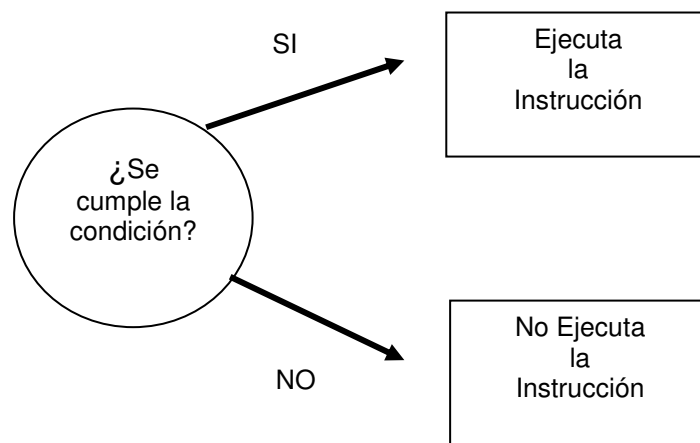 SI
Ejecuta
la
Instrucción
¿Se
cumple la
condición?
No Ejecuta
la
Instrucción
NO